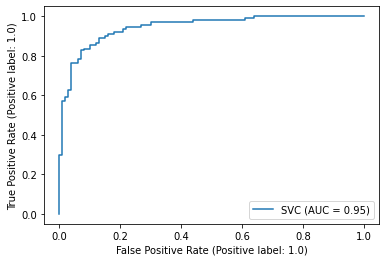 1.0
0.8
0.6
0.4
0.2
0.0
True Positive Rate (Positive label: 1.0)
SVC (AUC = 0.95)
0.0 0.2 0.4 0.6 0.8 1.0
False Positive Rate (Positive label: 1.0)